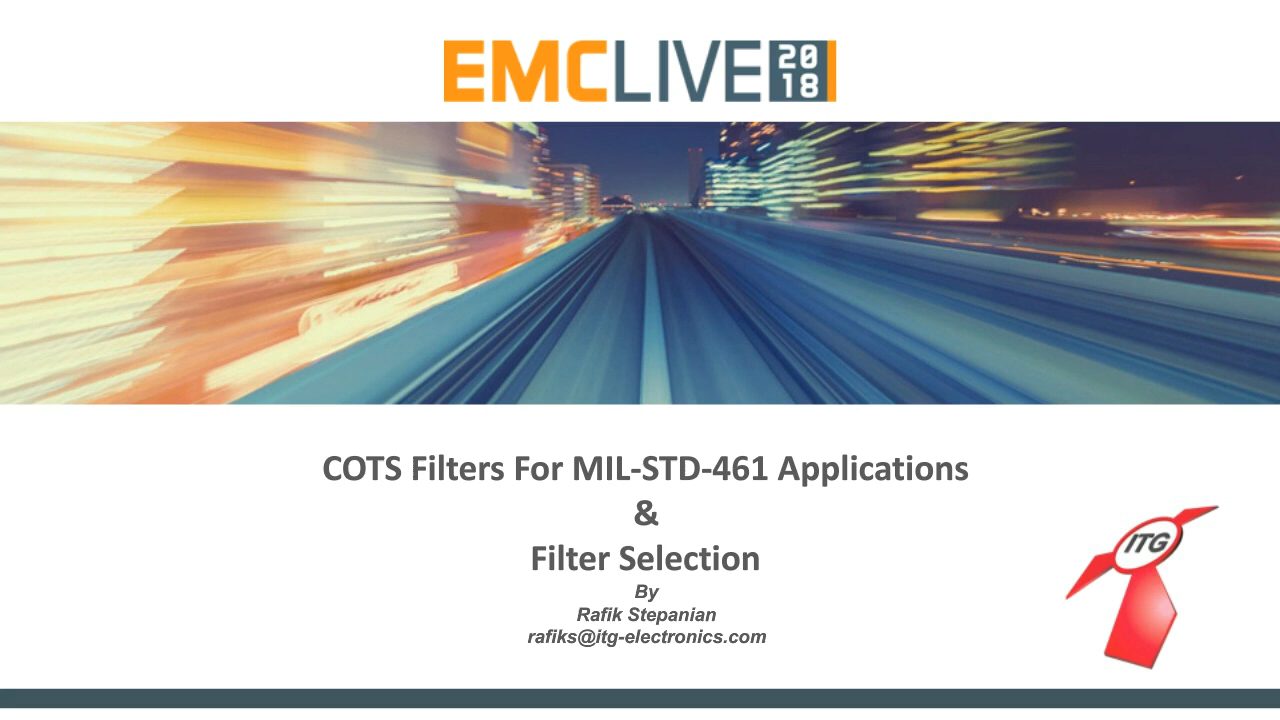 EMCLIVE 2018
COTS Filters For MIL-STD-461 Applications
&
Filter Selection
By
Rafik Stepanian
rafiks@itg-electronics.com
ITG